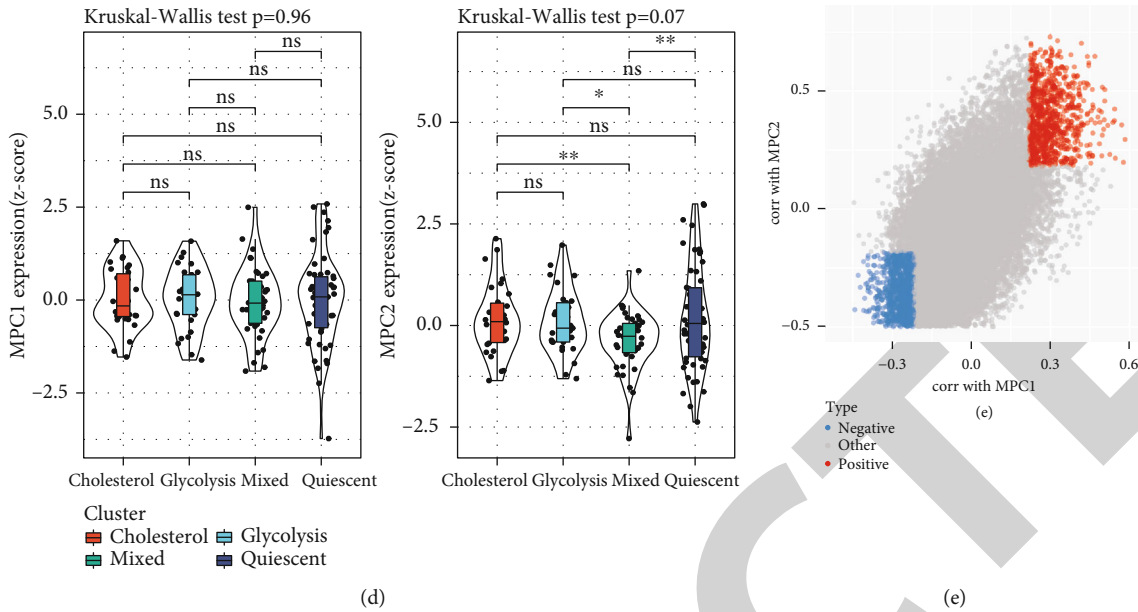 Kruskal-Wallis test p=0.96
MPC1 expression(z-score)
5.0
2.5
0.0
−2.5
ns
ns
ns
ns
ns
ns
Cholesterol Glycolysis Mixed Quiescent
Kruskal-Wallis test p=0.07
MPC2 expression(z-score)
5.0
2.5
0.0
−2.5
**
ns
*
ns
**
ns
Cholesterol Glycolysis Mixed Quiescent
Cluster
Cholesterol Glycolysis
Mixed Quiescent
(d)
corr with MPC2
0.5
0.0
−0.5
−0.3 0.0 0.3 0.6
corr with MPC1
(e)
Type
Negative
Other
Positive
(e)